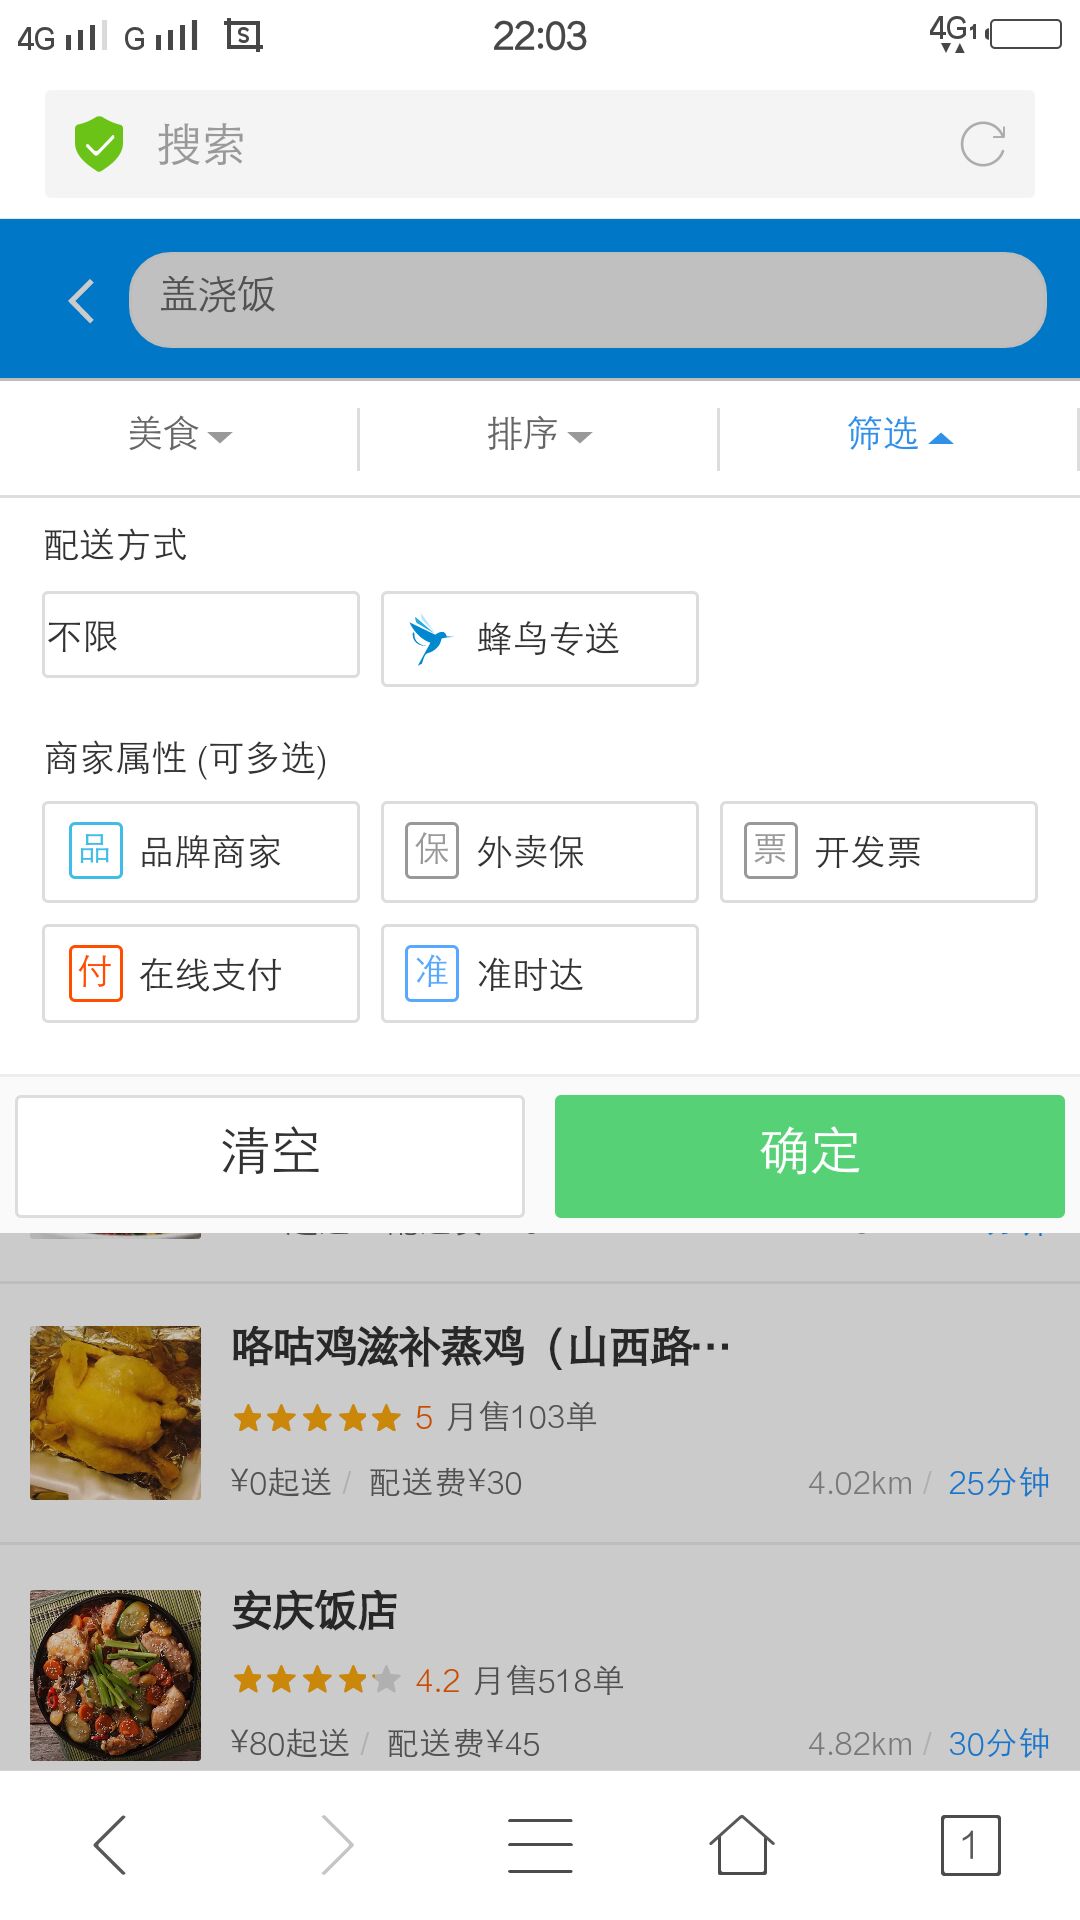 4G G 22:03 4G1
搜索
盖浇饭
美食 排序 筛选
配送方式
不限 蜂鸟专送
商家属性 (可多选)
品 品牌商家 保 外卖保 票 开发票
付 在线支付 准 准时达
清空 确定
咯咕鸡滋补蒸鸡（山西路…
5 月售103单
¥0起送 / 配送费¥30 4.02km / 25分钟
安庆饭店
4.2 月售518单
¥80起送 / 配送费¥45 4.82km / 30分钟
1